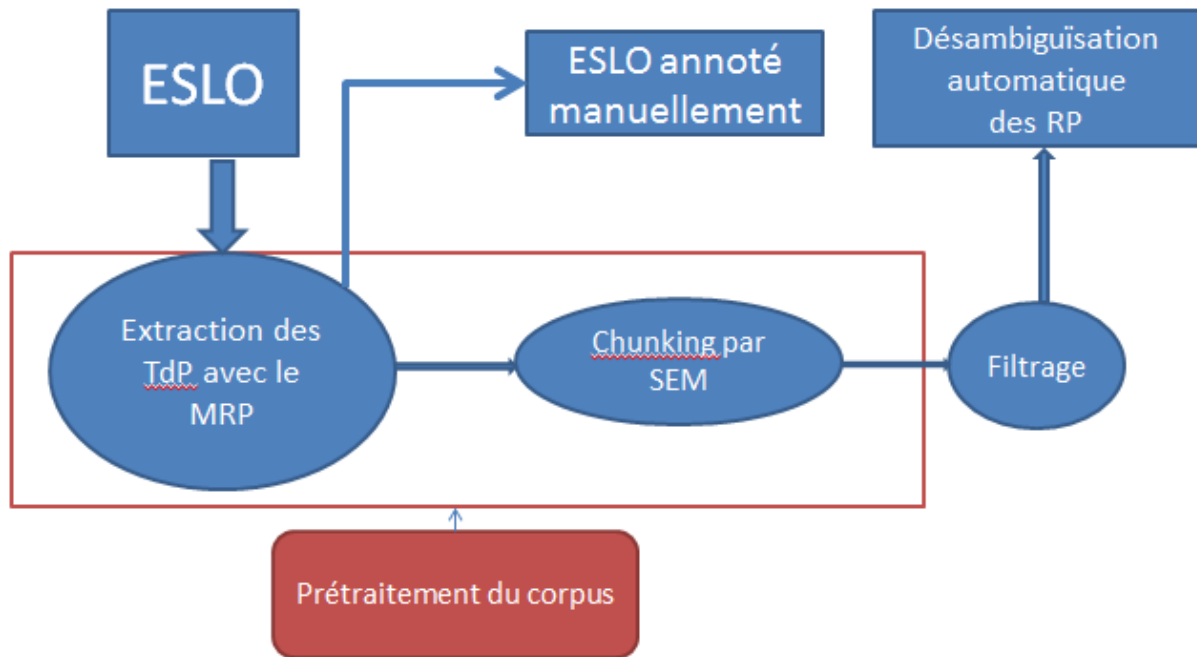 ESLO
ESLO annoté
manuellement
Désambiguïsation
automatique
des RP
Extraction des
TdP avec le
MRP
Chunking par
SEM
Filtrage
Prétraitement du corpus